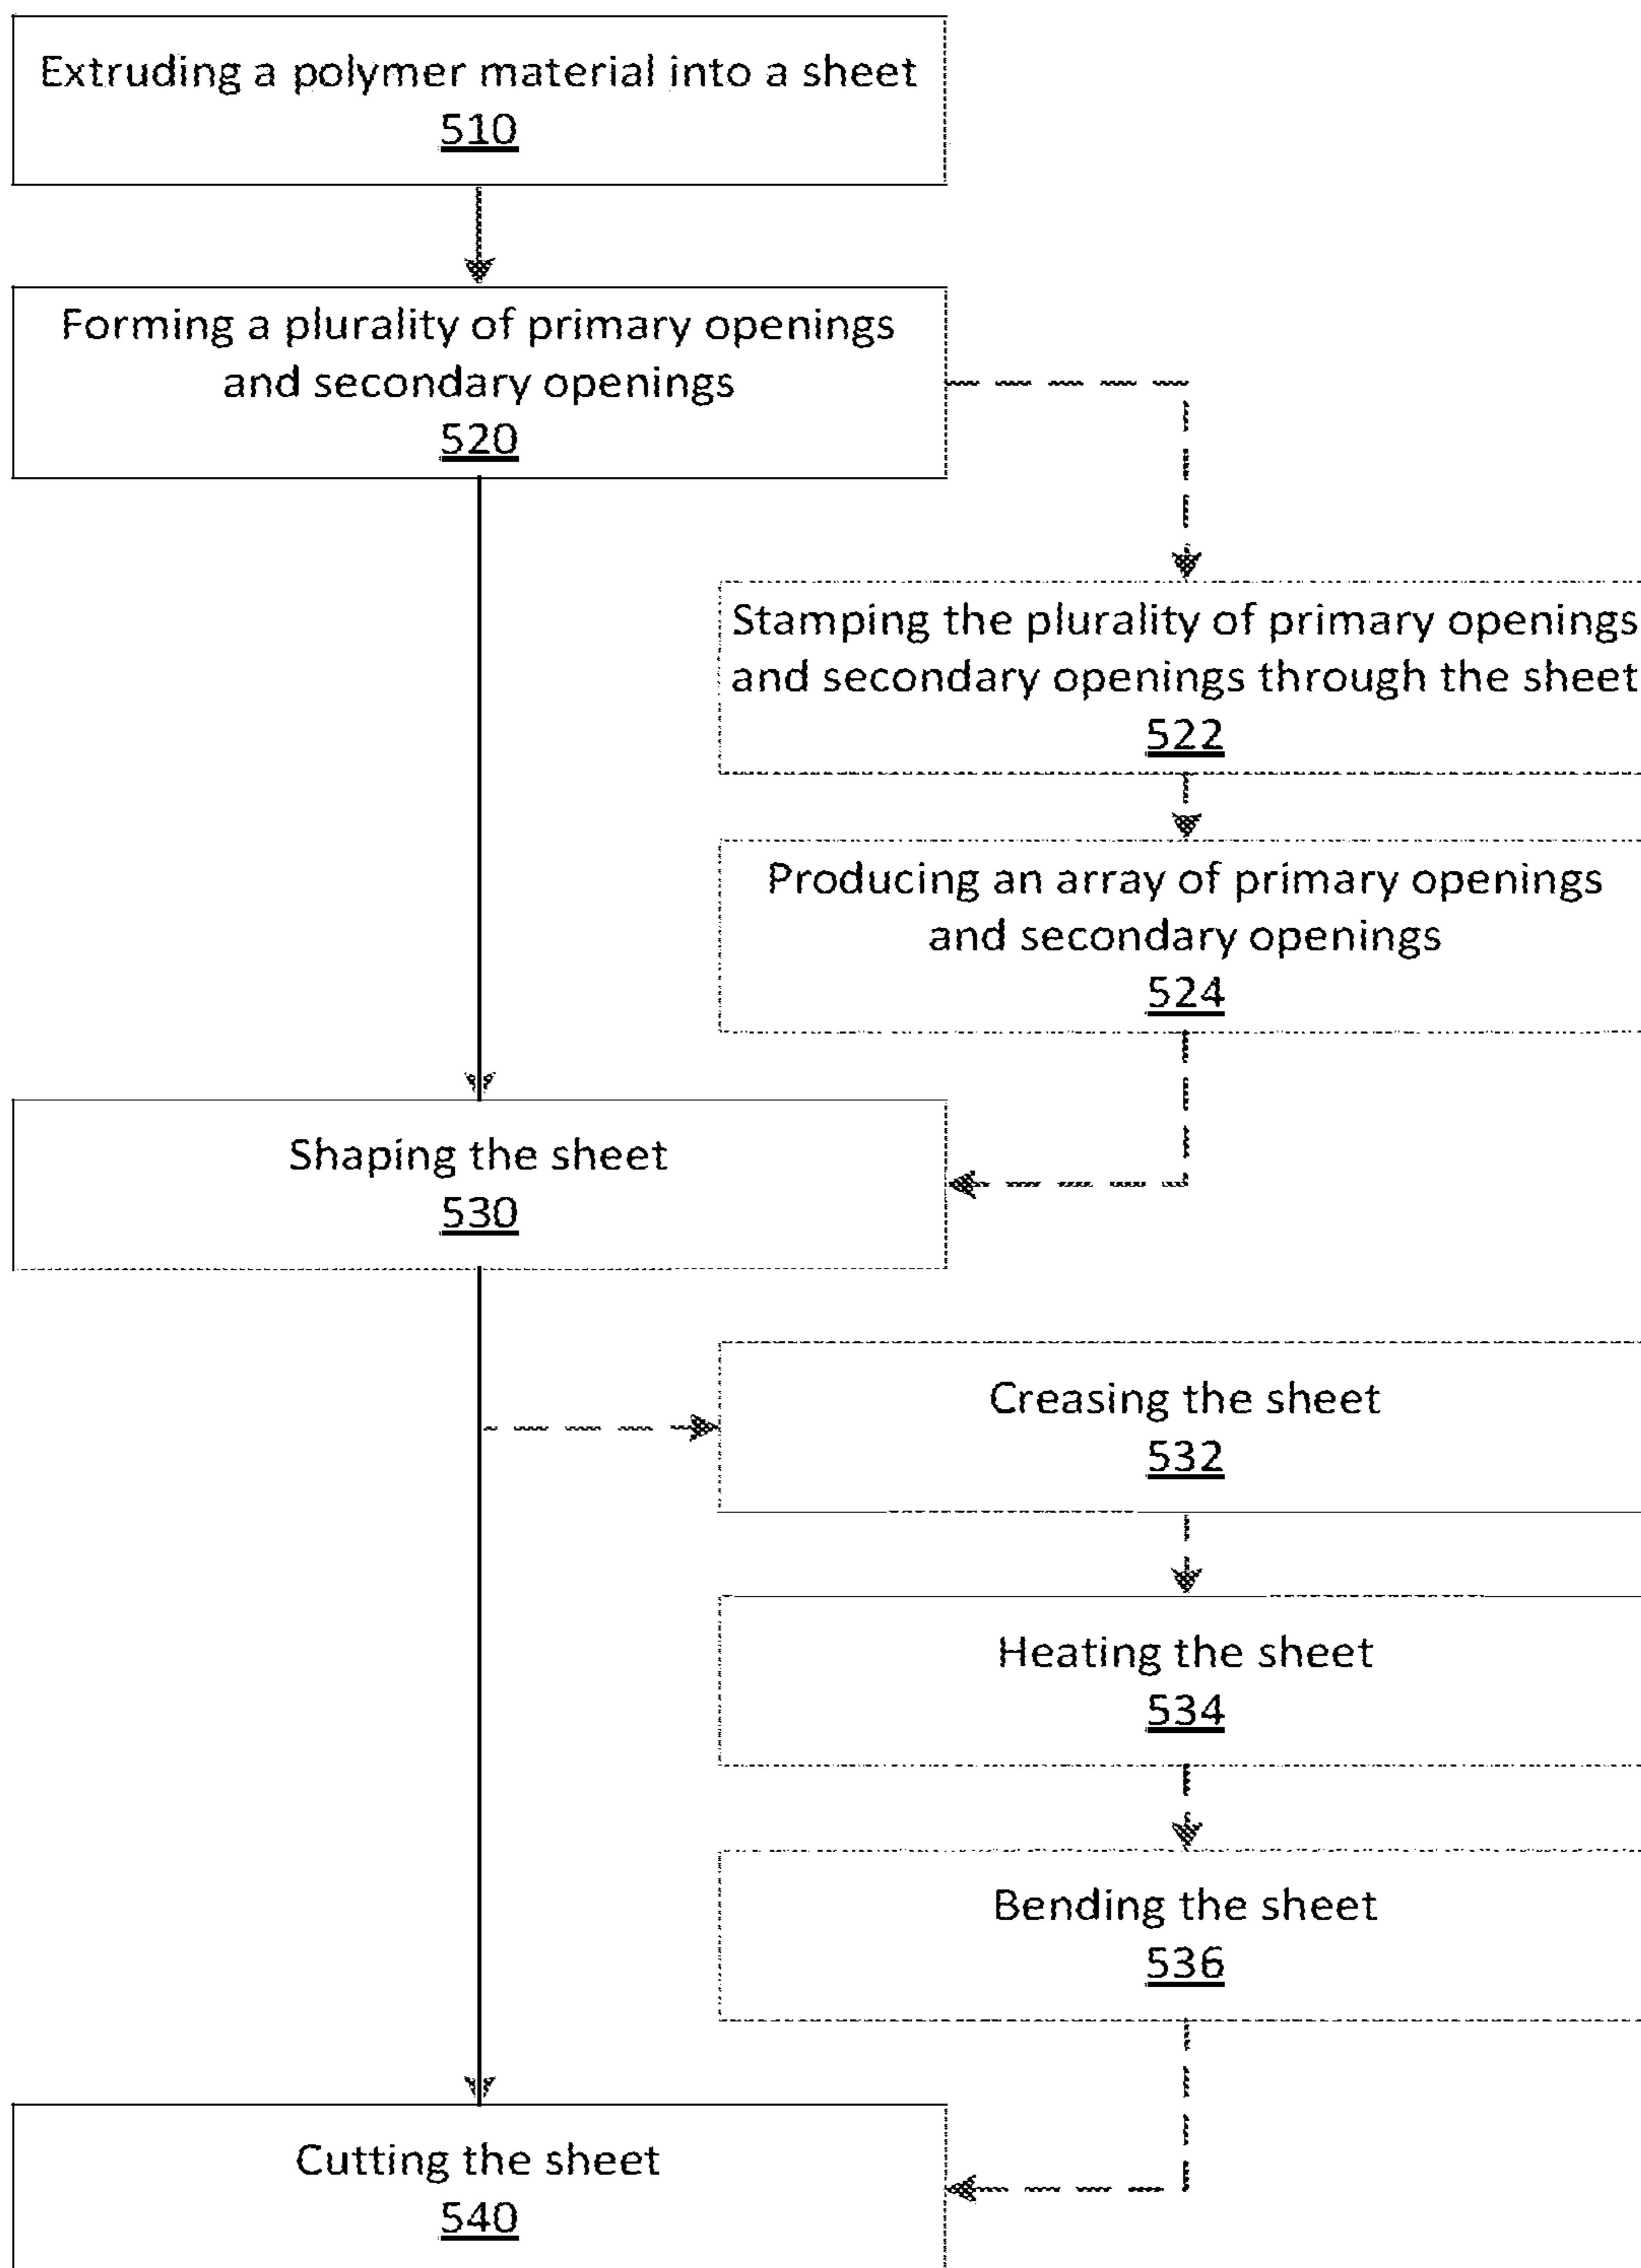 Extruding a polymer material into a sheet
510
Forming a plurality of primary openings
and secondary openings
520
Stamping the plurality of primary openings
and secondary openings through the sheet
522
Producing an array of primary openings
and secondary openings
524
Shaping the sheet
530
Creasing the sheet
532
Heating the sheet
534
Bending the sheet
536
Cutting the sheet
540